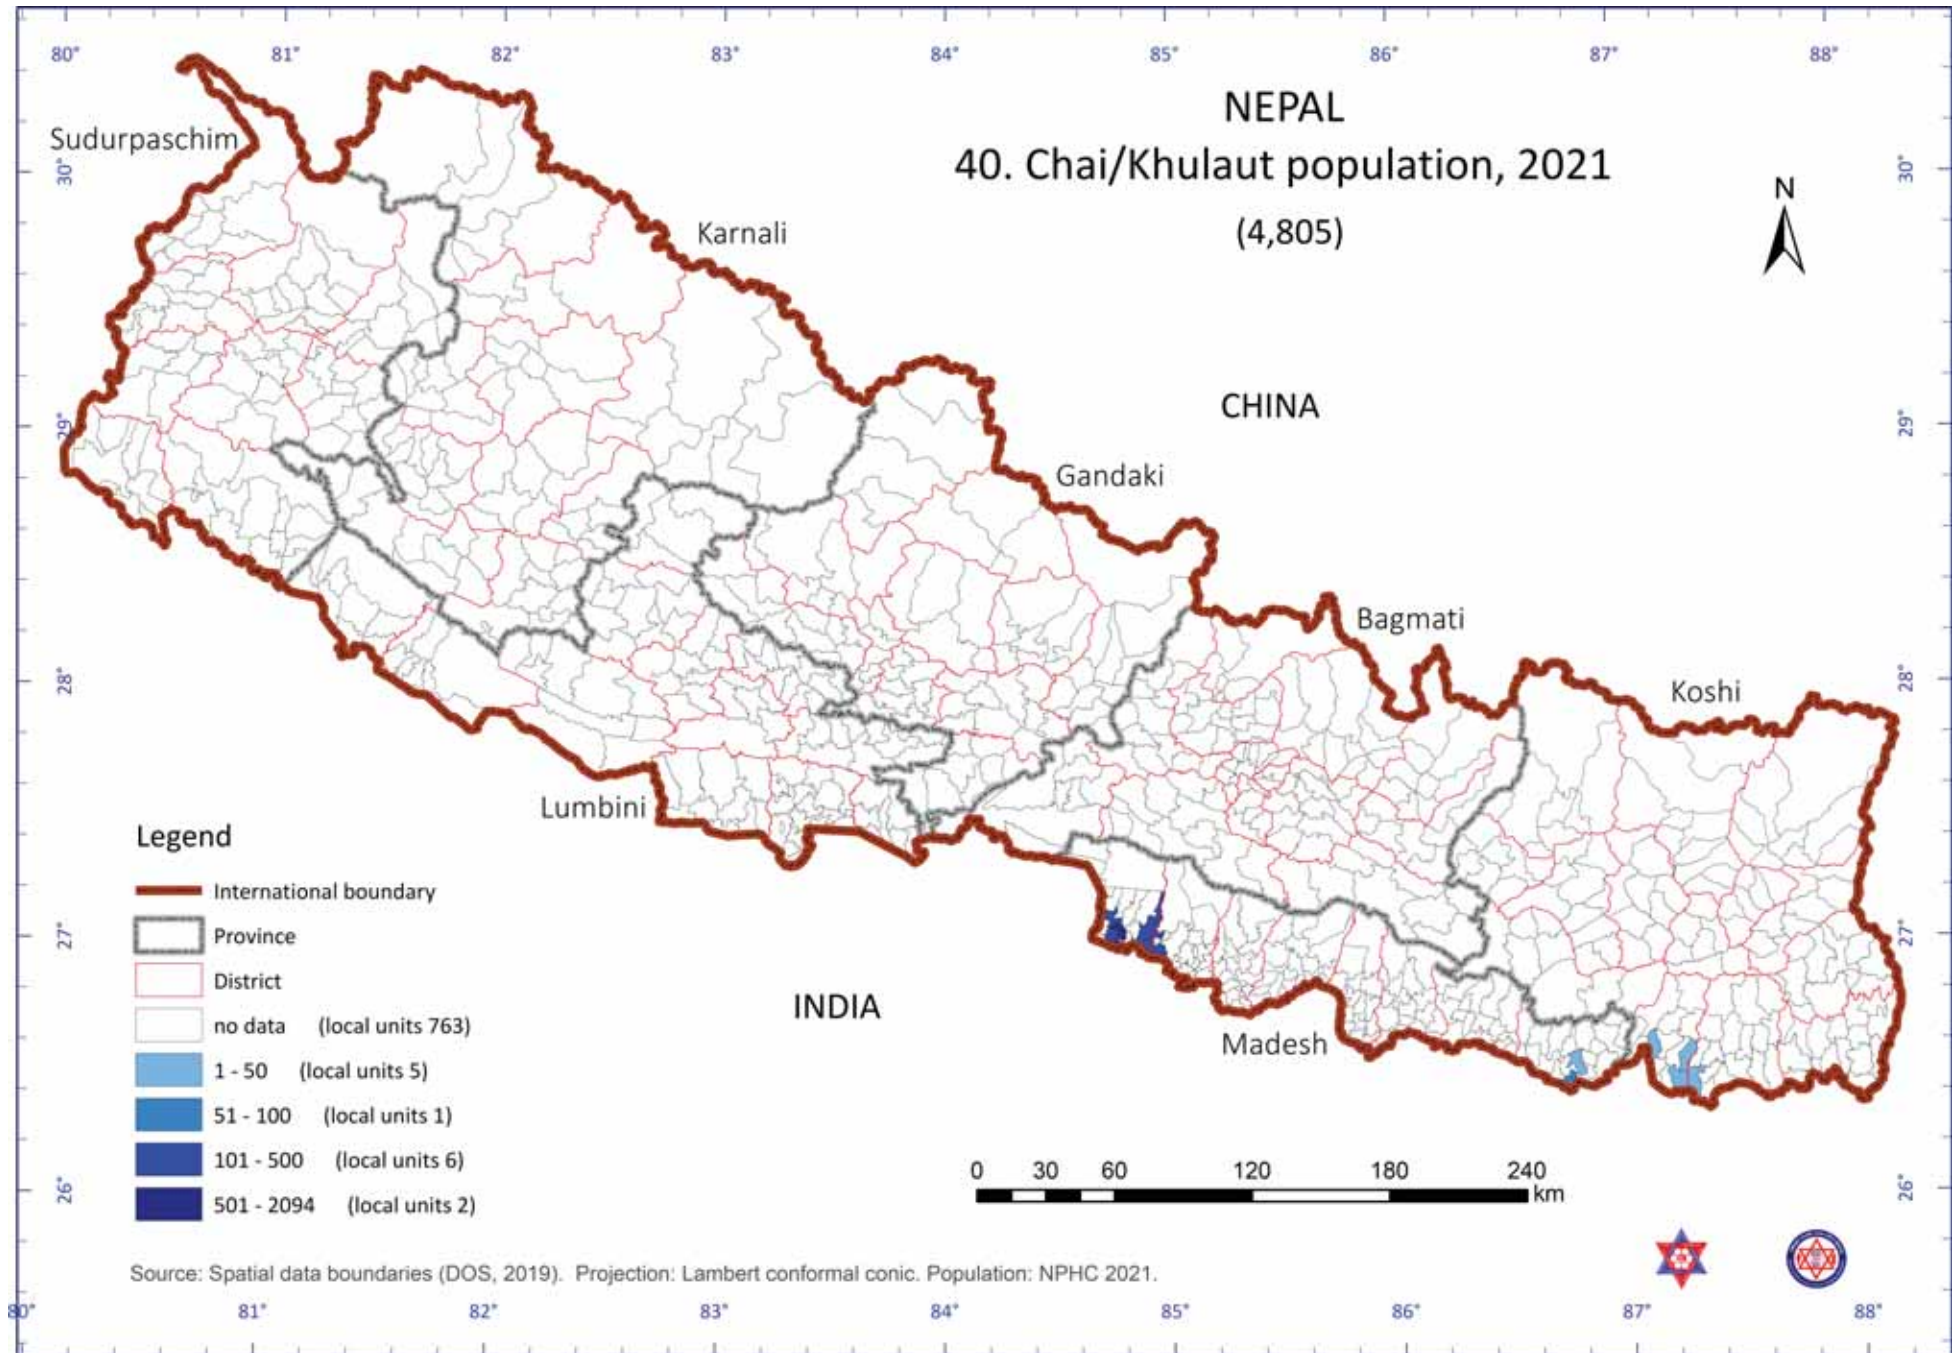 80° 81° 82° 83° 84° 85° 86° 87° 88°
NEPAL
40. Chai/Khulaut population, 2021
(4,805)
N
Sudurpaschim
30° 30°
Karnali
CHINA
29° 29°
Gandaki
Bagmati
28° 28°
Koshi
Lumbini
Legend
International boundary
Province
27° 27°
District
INDIA
no data (local units 763)
Madesh
1 - 50 (local units 5)
51 - 100 (local units 1)
101 - 500 (local units 6)
0 30 60 120 180 240
km
26° 26°
501 - 2094 (local units 2)
Source: Spatial data boundaries (DOS, 2019). Projection: Lambert conformal conic. Population: NPHC 2021.
80° 81° 82° 83° 84° 85° 86° 87° 88°